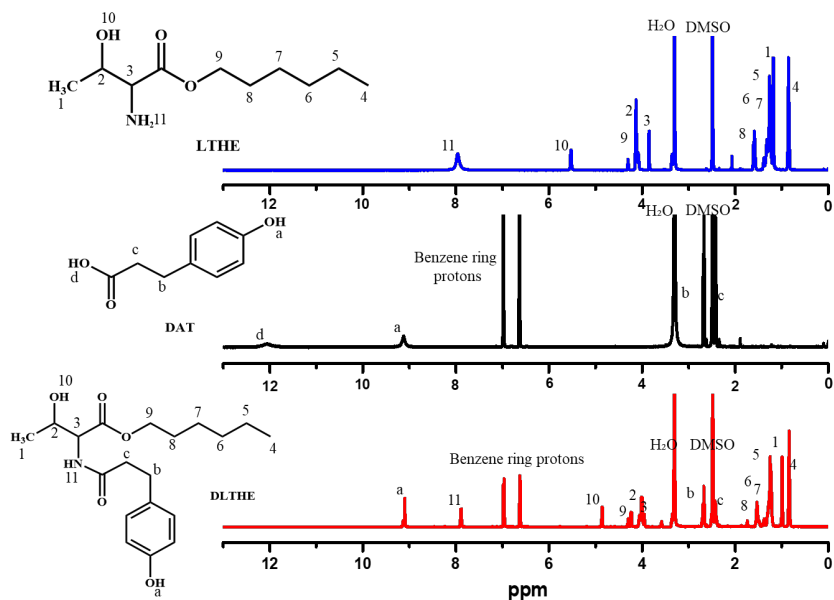 10
OH
O
H₃C
1
2
3
O
9
7
5
8
6
4
NH₂
11
LTHE
H₂O
DMSO
1
5
4
2
6
7
9
3
8
11
10
12
10
8
6
4
2
0
OH
a
c
HO
d
O
b
DAT
H₂O
DMSO
Benzene ring
protons
b
c
d
a
12
10
8
6
4
2
0
10
OH
O
H₃C
1
2
3
O
9
7
5
8
6
4
N
H
11
c
O
b
DLTHE
OH
a
H₂O
DMSO
Benzene ring protons
1
5
4
6
7
a
11
10
2
9
3
b
c
8
12
10
8
6
4
2
0
ppm